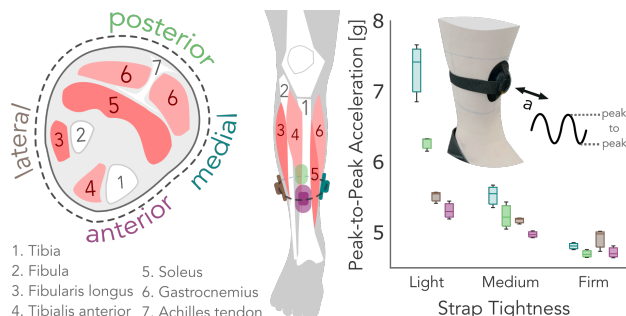 posterior
lateral
medial
anterior
7
6
6
5
3
2
4
1
1. Tibia
2. Fibula
3. Fibularis longus
4. Tibialis anterior
5. Soleus
6. Gastrocnemius
7. Achilles tendon
2
1
3
4
6
5
Peak-to-Peak Acceleration [g]
8
7
6
5
a
peak
to
peak
Light
Medium
Firm
Strap Tightness